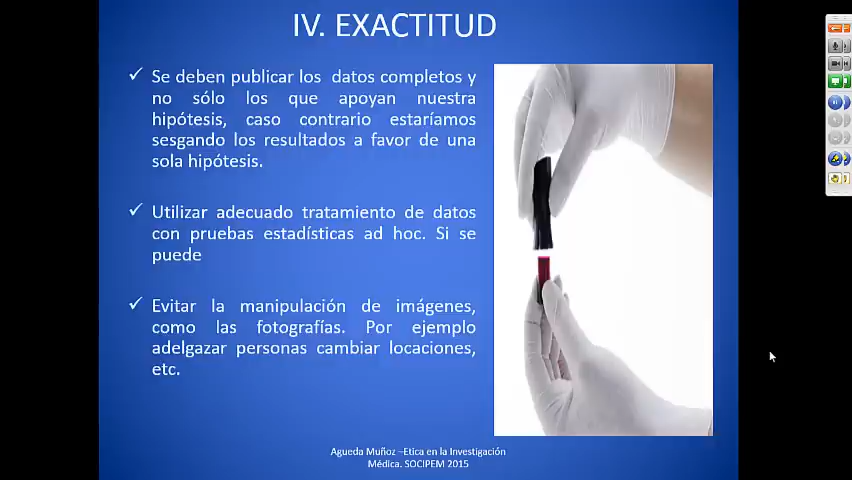 IV. EXACTITUD
✓ Se deben publicar los datos completos y
no sólo los que apoyan nuestra
hipótesis, caso contrario estaríamos
sesgando los resultados a favor de una
sola hipótesis.
✓ Utilizar adecuado tratamiento de datos
con pruebas estadísticas ad hoc. Si se
puede
✓ Evitar la manipulación de imágenes,
como las fotografías. Por ejemplo
adelgazar personas cambiar locaciones,
etc.
Agueda Muñoz –Etica en la Investigación
Médica. SOCIPEM 2015